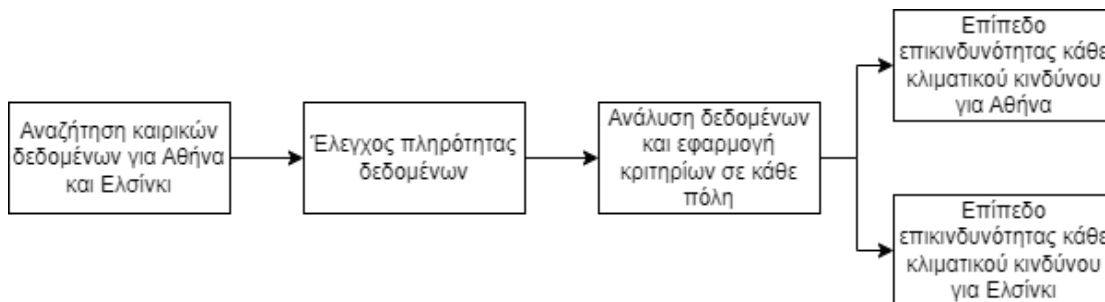 Αναζήτηση καιρικών
δεδομένων για Αθήνα
και Ελσίνκι
Έλεγχος πληρότητας
δεδομένων
Ανάλυση δεδομένων
και εφαρμογή
κριτηρίων σε κάθε
πόλη
Επίπεδο
επικινδυνότητας κάθε
κλιματικού κινδύνου
για Αθήνα
Επίπεδο
επικινδυνότητας κάθε
κλιματικού κινδύνου
για Ελσίνκι